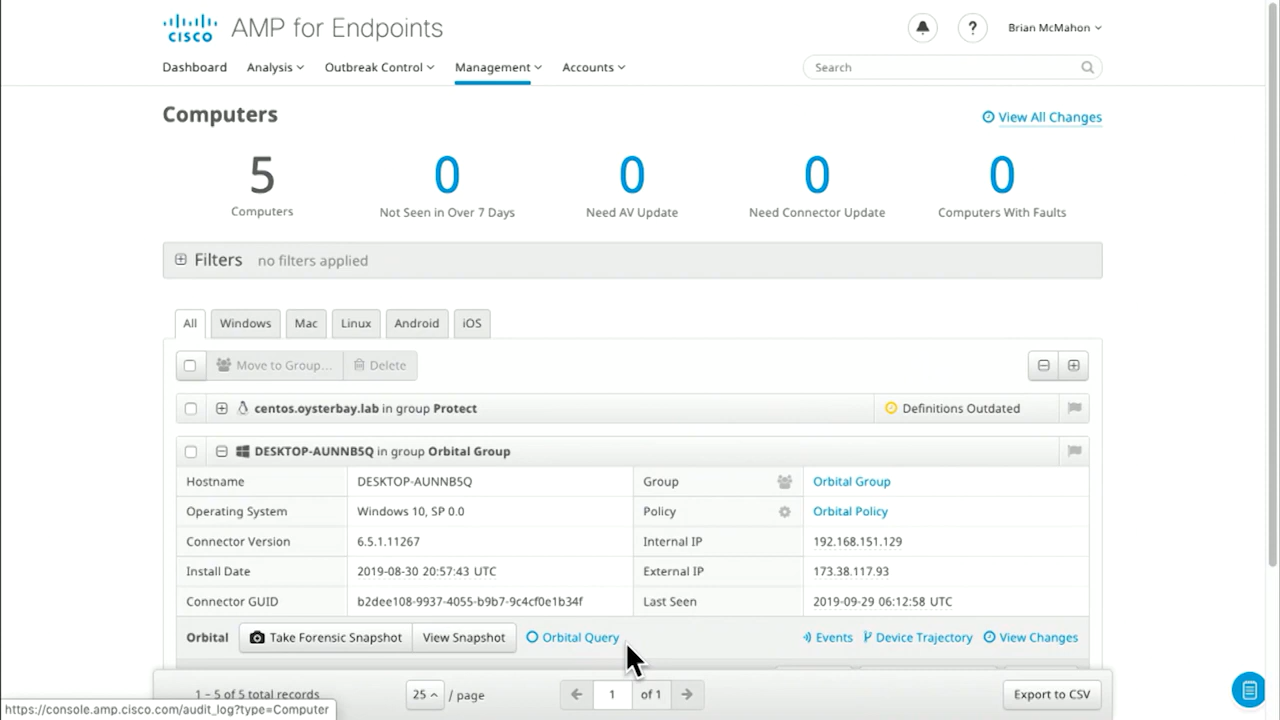 CISCO AMP for Endpoints
? Brian McMahon
Dashboard Analysis Outbreak Control Management Accounts Search
Computers View All Changes
5 0 0 0 0
Computers Not Seen in Over 7 Days Need AV Update Need Connector Update Computers With Faults
Filters no filters applied
All Windows Mac Linux Android iOS
Move to Group... Delete
centos.oysterbay.lab in group Protect Definitions Outdated
DESKTOP-AUNNB5Q in group Orbital Group
Hostname DESKTOP-AUNNB5Q Group Orbital Group
Operating System Windows 10, SP 0.0 Policy Orbital Policy
Connector Version 6.5.1.11267 Internal IP 192.168.151.129
Install Date 2019-08-30 20:57:43 UTC External IP 173.38.117.93
Connector GUID b2dee108-9937-4055-b9b7-9c4cf0e1b34f Last Seen 2019-09-29 06:12:58 UTC
Orbital Take Forensic Snapshot View Snapshot Orbital Query Events Device Trajectory View Changes
1 – 5 of 5 total records 25 / page 1 of 1 Export to CSV
https://console.amp.cisco.com/audit_log?type=Computer